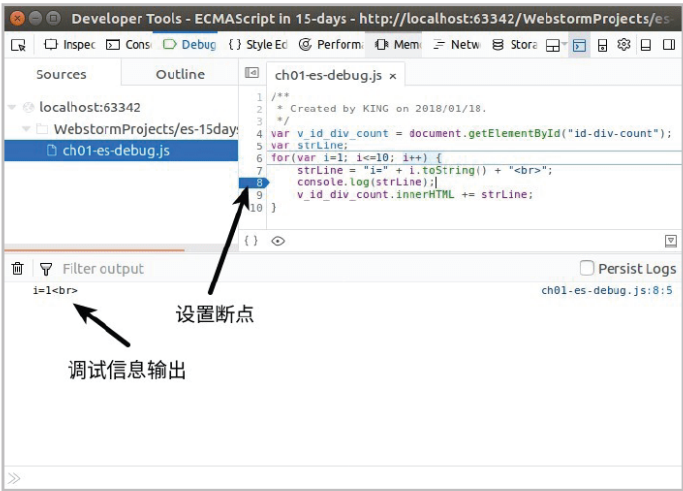 Developer Tools - ECMAScript in 15-days - http://localhost:63342/WebstormProjects/es-
Inspec Cons Debug {} Style Ed Perform Mem Netw Stora
Sources Outline ch01-es-debug.js ×
localhost:63342
WebstormProjects/es-15day
ch01-es-debug.js
1 /**
2 * Created by KING on 2018/01/18.
3 */
4 var v_id_div_count = document.getElementById("id-div-count");
5 var strLine;
6 for(var i=1; i<=10; i++) {
7 strLine = "i=" + i.toString() + "<br>";
8 console.log(strLine);
9 v_id_div_count.innerHTML += strLine;
10 }
{ }
Filter output Persist Logs
i=1<br> ch01-es-debug.js:8:5
设置断点
调试信息输出